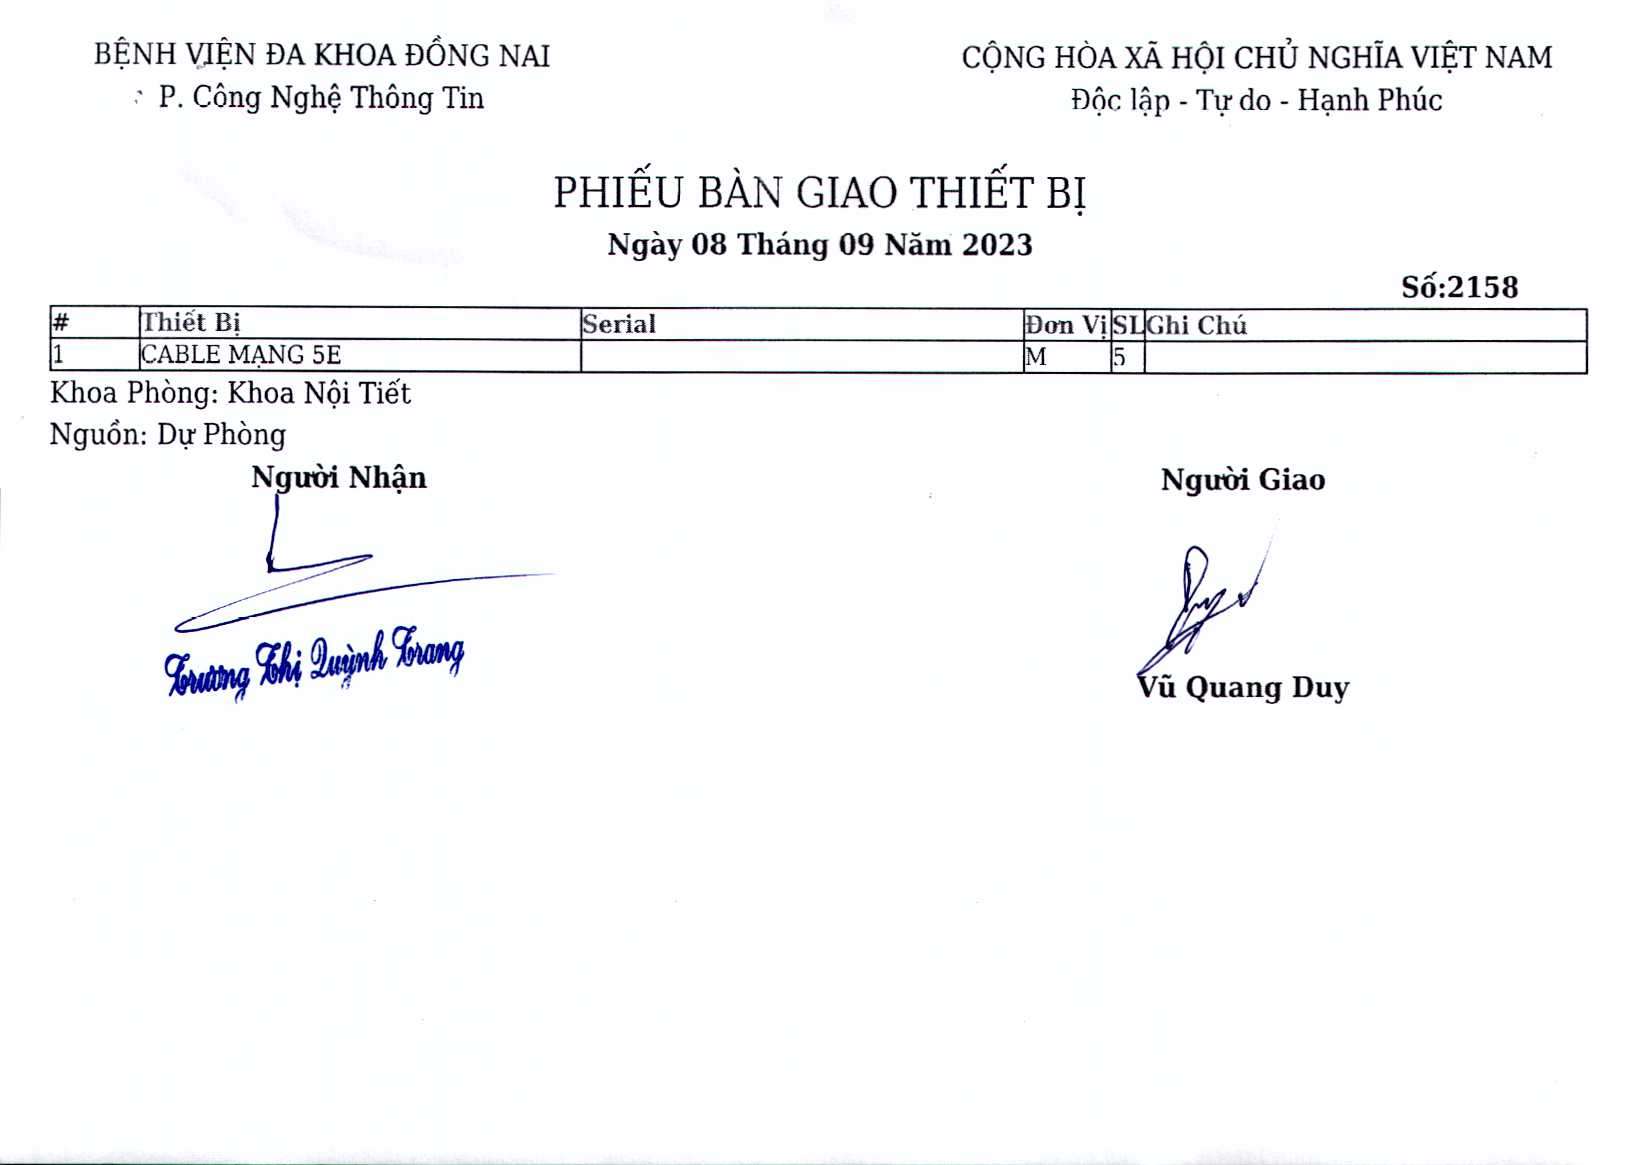 BỆNH VIỆN ĐA KHOA ĐỒNG NAI
P. Công Nghệ Thông Tin
CỘNG HÒA XÃ HỘI CHỦ NGHĨA VIỆT NAM
Độc lập - Tự do - Hạnh Phúc
PHIẾU BÀN GIAO THIẾT BỊ
Ngày 08 Tháng 09 Năm 2023
Số:2158
# Thiết Bị Serial Đơn Vị SL Ghi Chú
1 CABLE MẠNG 5E M 5
Khoa Phòng: Khoa Nội Tiết
Nguồn: Dự Phòng
Người Nhận
Trương Thị Quỳnh Trang
Người Giao
Vũ Quang Duy